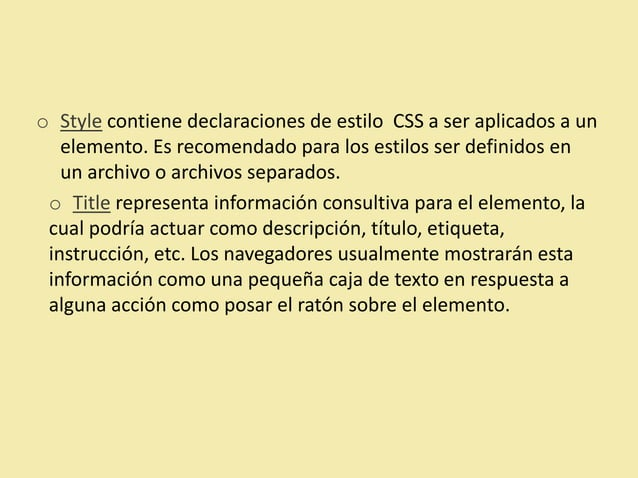 o Style contiene declaraciones de estilo  CSS a ser aplicados a un
elemento. Es recomendado para los estilos ser definidos en
un archivo o archivos separados.
o Title representa información consultiva para el elemento, la
cual podría actuar como descripción, título, etiqueta,
instrucción, etc. Los navegadores usualmente mostrarán esta
información como una pequeña caja de texto en respuesta a
alguna acción como posar el ratón sobre el elemento.